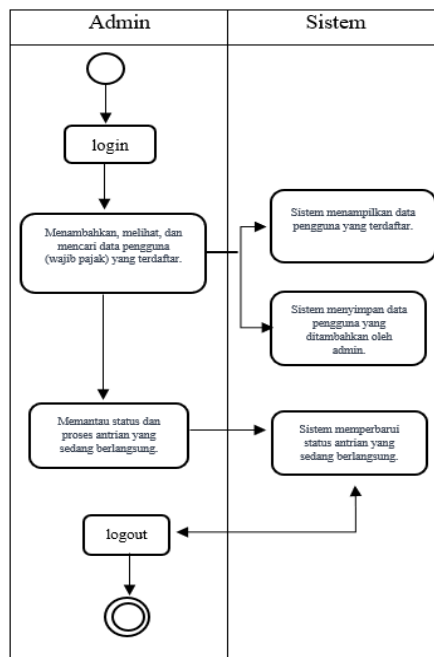 Admin
Sistem
login
Menambahkan, melihat, dan
mencari data pengguna
(wajib pajak) yang terdaftar.
Sistem menampilkan data
pengguna yang terdaftar.
Sistem menyimpan data
pengguna yang
ditambahkan oleh
admin.
Memantau status dan
proses antrian yang
sedang berlangsung.
Sistem memperbarui
status antrian yang
sedang berlangsung.
logout